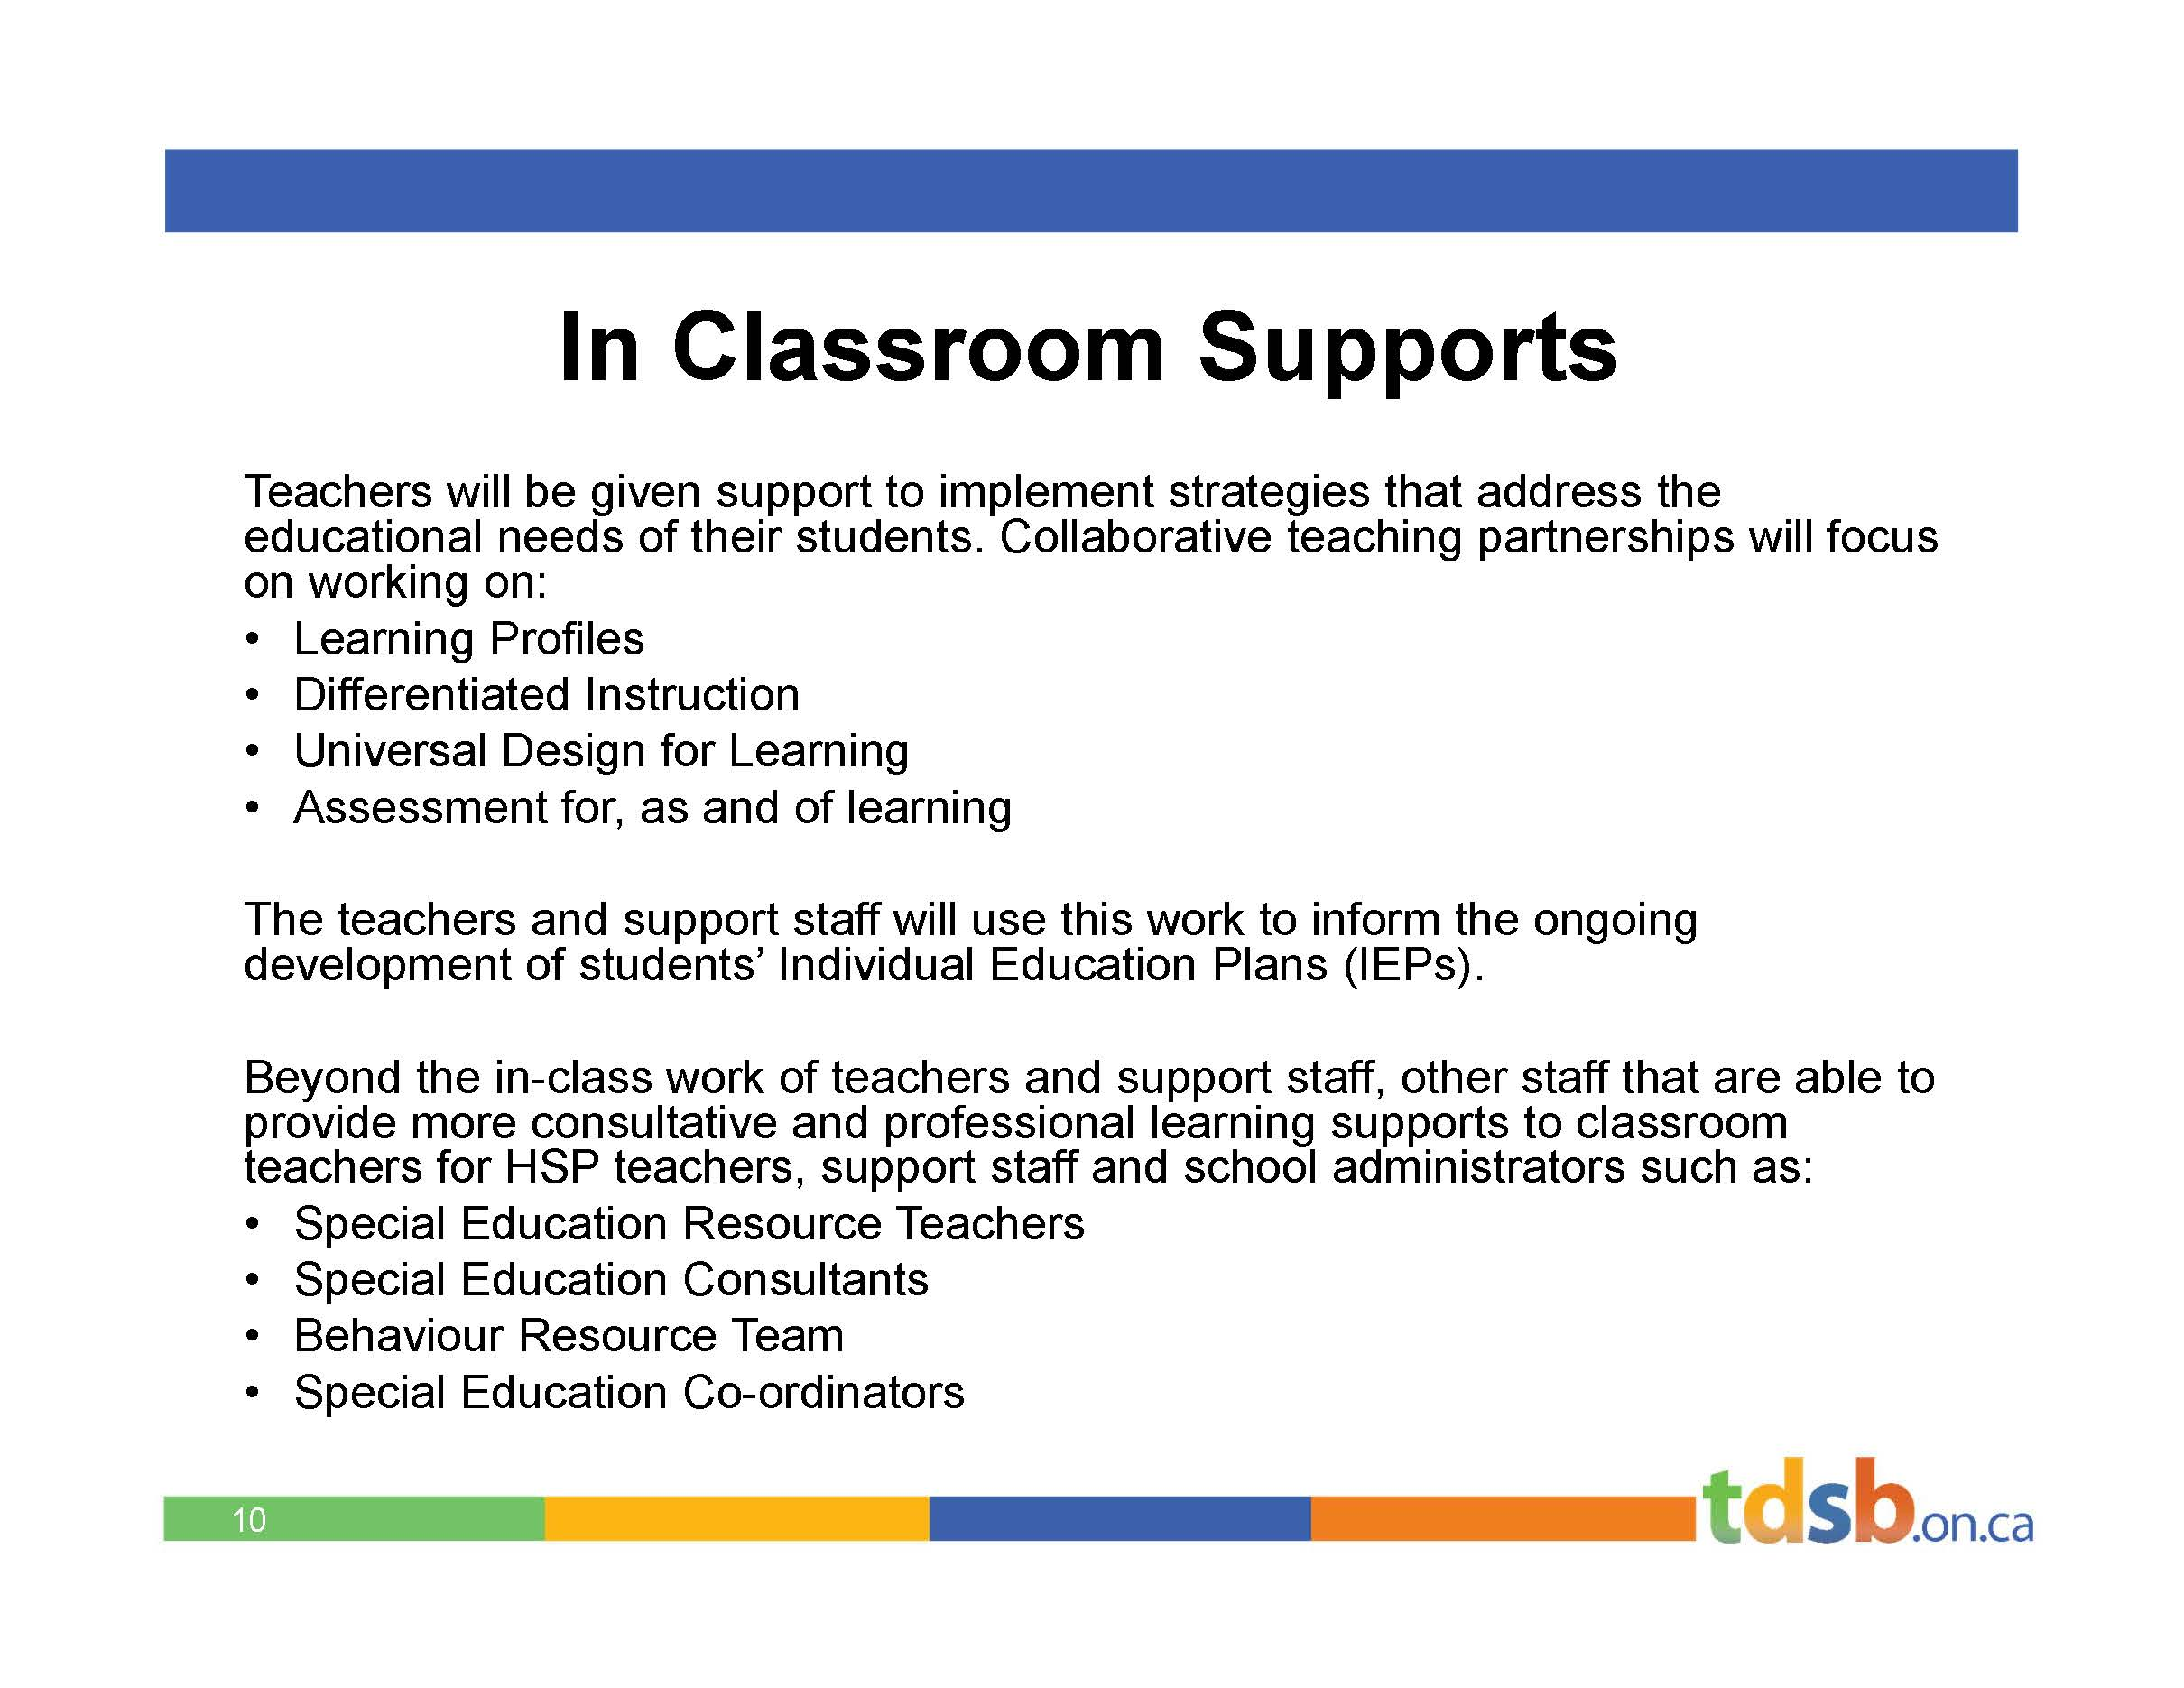 In Classroom Supports
Teachers will be given support to implement strategies that address the
educational needs of their students. Collaborative teaching partnerships will focus
on working on:
• Learning Profiles
• Differentiated Instruction
• Universal Design for Learning
• Assessment for, as and of learning
The teachers and support staff will use this work to inform the ongoing
development of students’ Individual Education Plans (IEPs).
Beyond the in-class work of teachers and support staff, other staff that are able to
provide more consultative and professional learning supports to classroom
teachers for HSP teachers, support staff and school administrators such as:
• Special Education Resource Teachers
• Special Education Consultants
• Behaviour Resource Team
• Special Education Co-ordinators
10
tdsb.on.ca